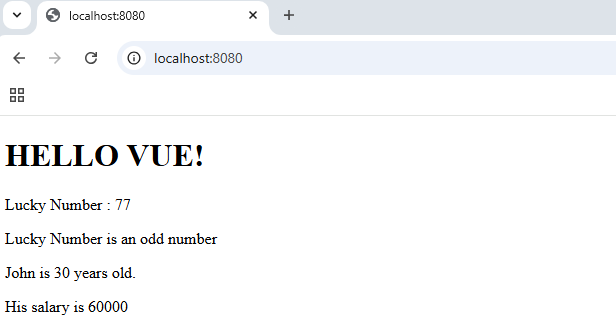 localhost:8080
localhost:8080
HELLO VUE!
Lucky Number : 77
Lucky Number is an odd number
John is 30 years old.
His salary is 60000